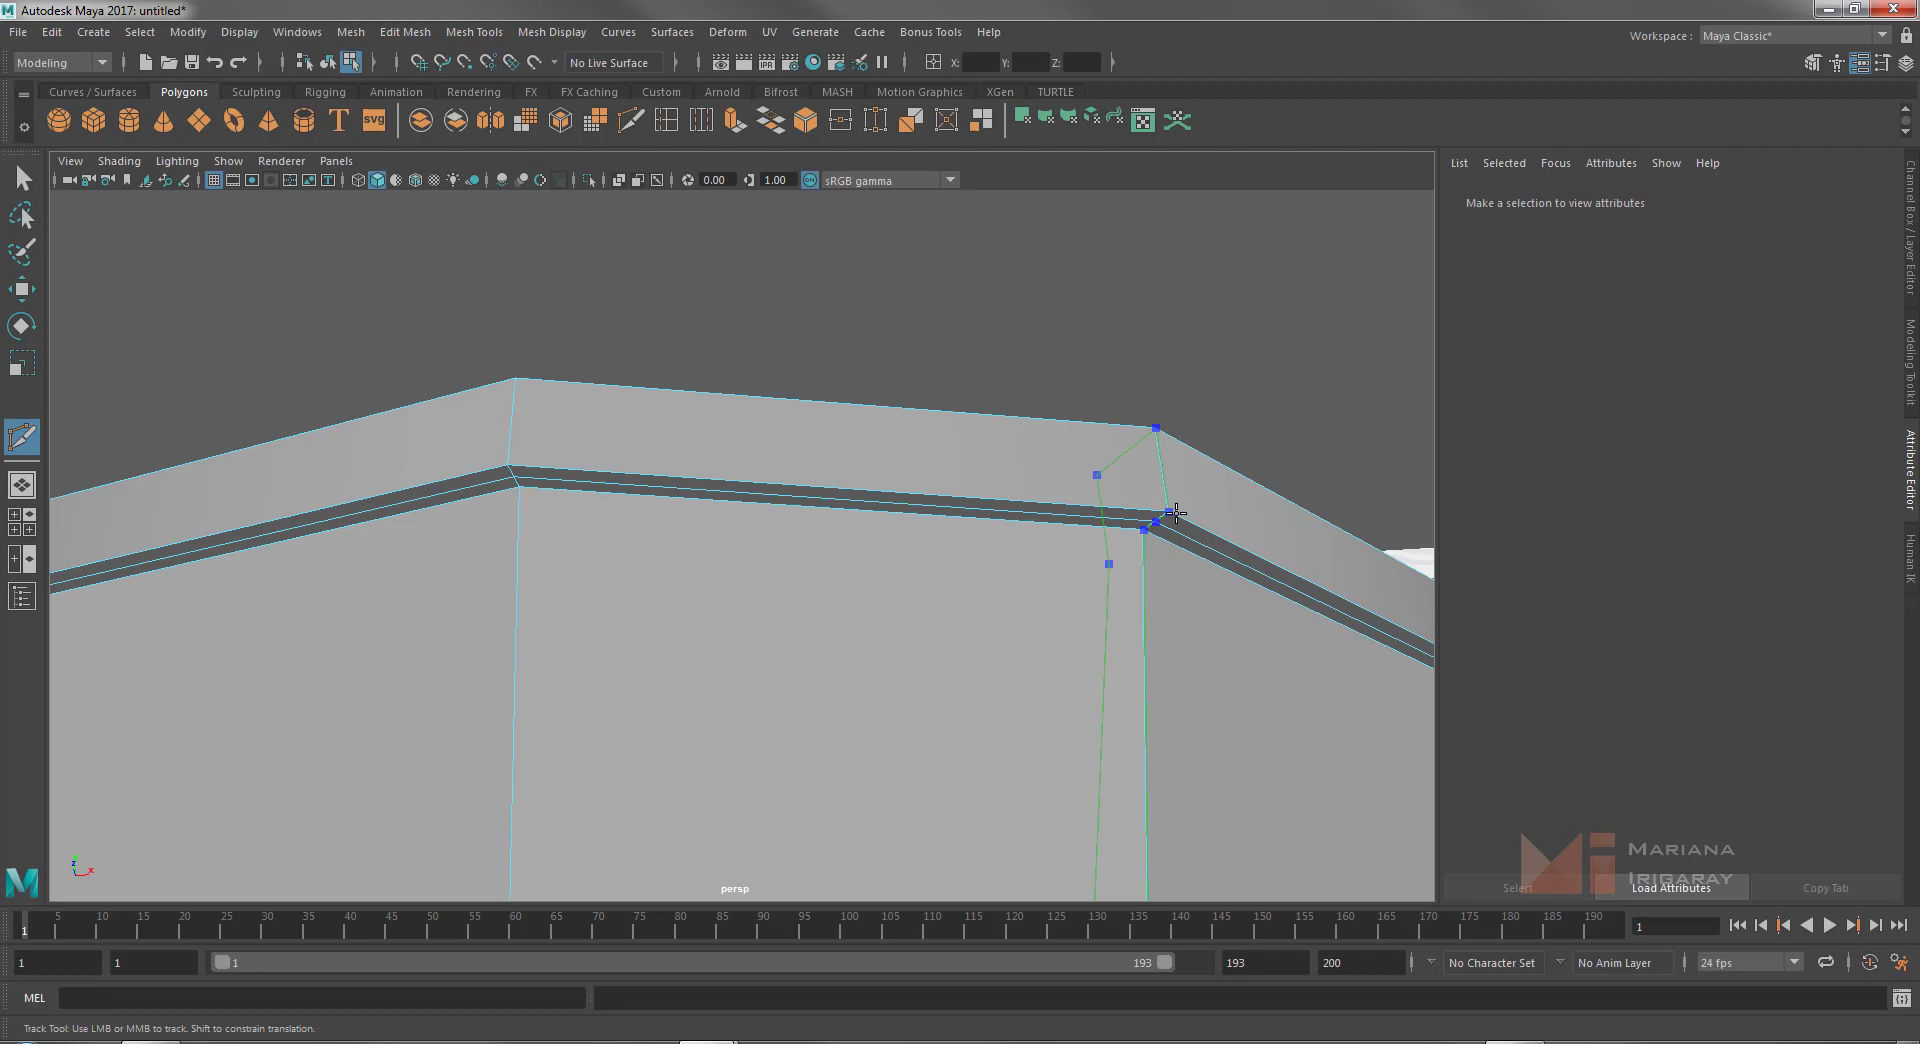 Autodesk Maya 2017: untitled*
File Edit Create Select Modify Display Windows Mesh Edit Mesh Mesh Tools Mesh Display Curves Surfaces Deform UV Generate Cache Bonus Tools Help
Workspace : Maya Classic*
Modeling No Live Surface X: Y: Z:
Curves / Surfaces Polygons Sculpting Rigging Animation Rendering FX FX Caching Custom Arnold Bifrost MASH Motion Graphics XGen TURTLE
T svg
View Shading Lighting Show Renderer Panels
0.00 1.00 ON sRGB gamma
List Selected Focus Attributes Show Help
Make a selection to view attributes
Channel Box / Layer Editor
Modeling Toolkit
Attribute Editor
Human IK
z x
persp
MARIANA
IRIGARAY
Select Load Attributes Copy Tab
1 5 10 15 20 25 30 35 40 45 50 55 60 65 70 75 80 85 90 95 100 105 110 115 120 125 130 135 140 145 150 155 160 165 170 175 180 185 190 1
1 1 1 193 193 200 No Character Set No Anim Layer 24 fps
MEL
Track Tool: Use LMB or MMB to track. Shift to constrain translation.